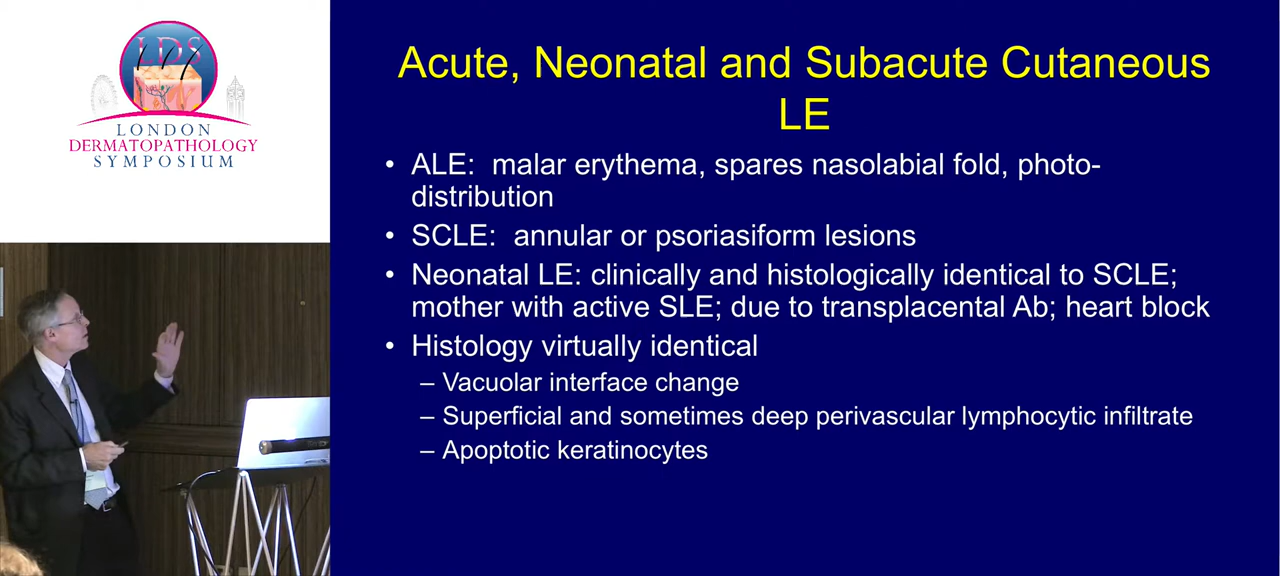 LDS
LONDON
DERMATOPATHOLOGY
SYMPOSIUM
Acute, Neonatal and Subacute Cutaneous
LE
• ALE: malar erythema, spares nasolabial fold, photo-
distribution
• SCLE: annular or psoriasiform lesions
• Neonatal LE: clinically and histologically identical to SCLE;
mother with active SLE; due to transplacental Ab; heart block
• Histology virtually identical
– Vacuolar interface change
– Superficial and sometimes deep perivascular lymphocytic infiltrate
– Apoptotic keratinocytes